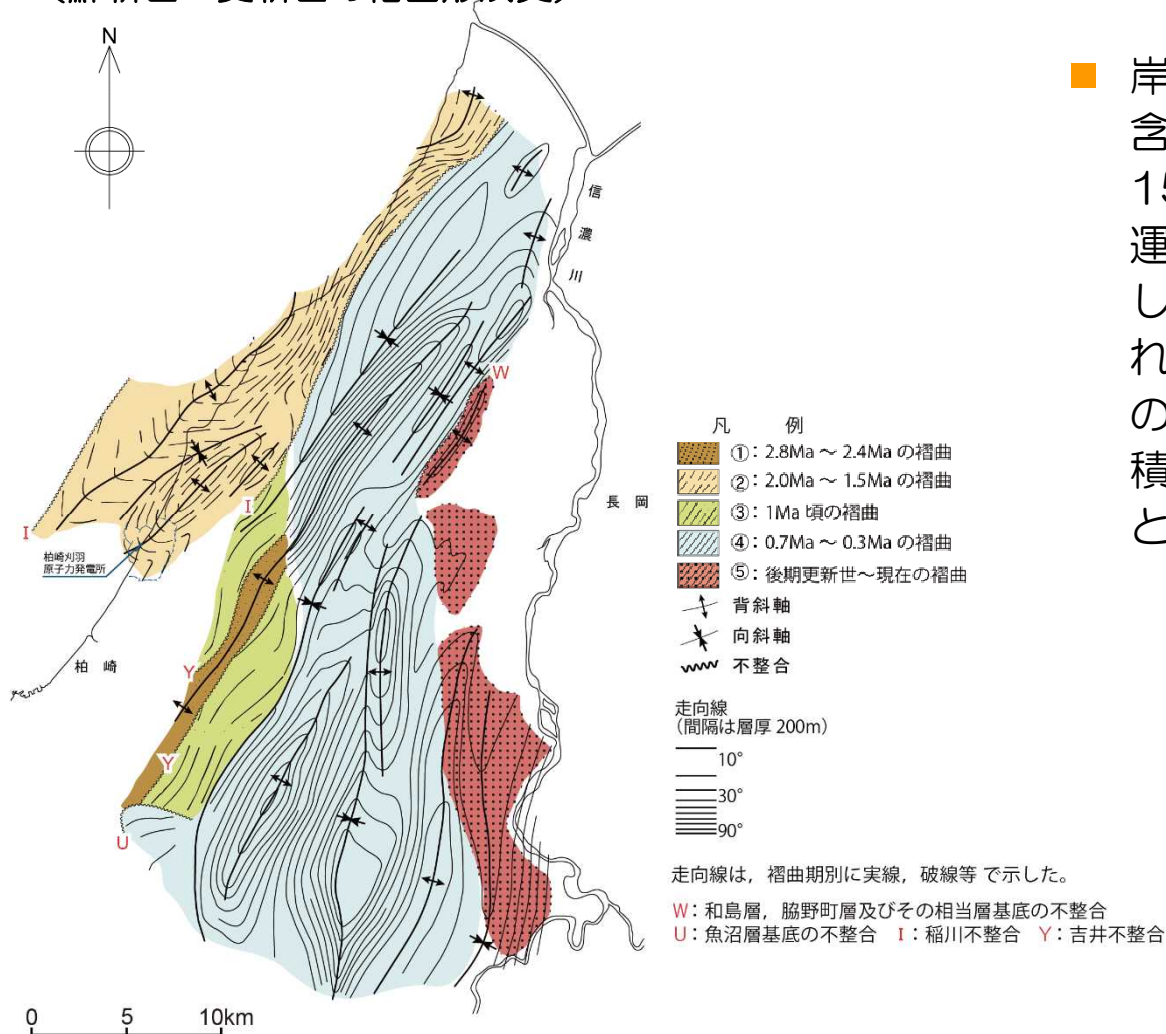 N
信
濃
川
W
I
I
柏崎刈羽
原子力発電所
長 岡
柏 崎
Y
Y
U
0 5 10km
凡 例
①：2.8Ma ～ 2.4Ma の褶曲
②：2.0Ma ～ 1.5Ma の褶曲
③：1Ma 頃の褶曲
④：0.7Ma ～ 0.3Ma の褶曲
⑤：後期更新世～現在の褶曲
背斜軸
向斜軸
不整合
走向線
（間隔は層厚 200m）
10°
30°
90°
走向線は，褶曲期別に実線，破線等 で示した。
W：和島層，脇野町層及びその相当層基底の不整合
U：魚沼層基底の不整合 I：稲川不整合 Y：吉井不整合
■ 岸
含
15
運
し
れ
の
積
と